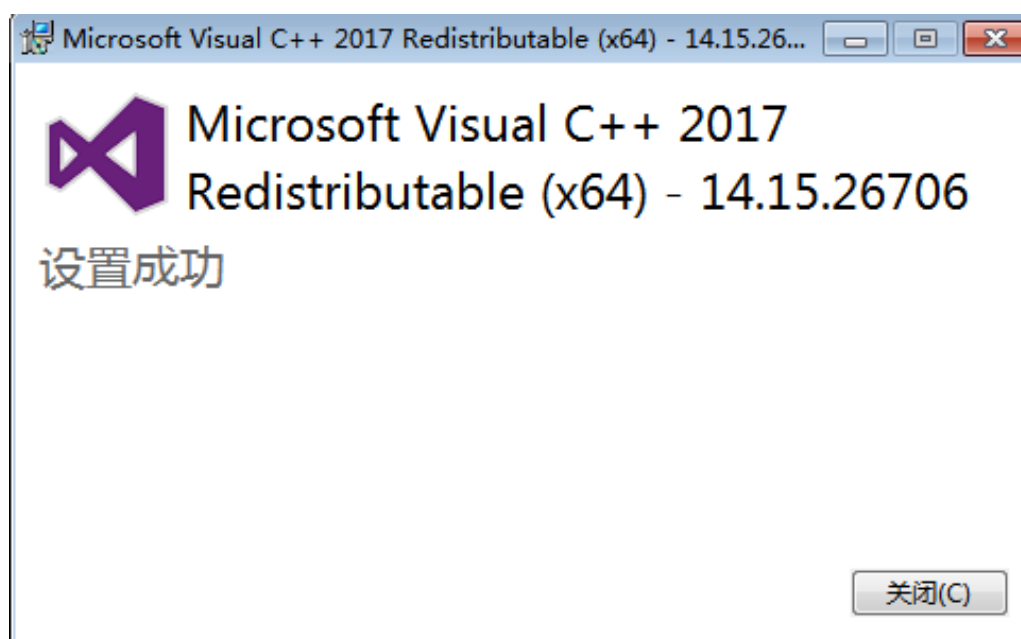 Microsoft Visual C++ 2017 Redistributable (x64) - 14.15.26...
Microsoft Visual C++ 2017
Redistributable (x64) - 14.15.26706
设置成功
关闭(C)